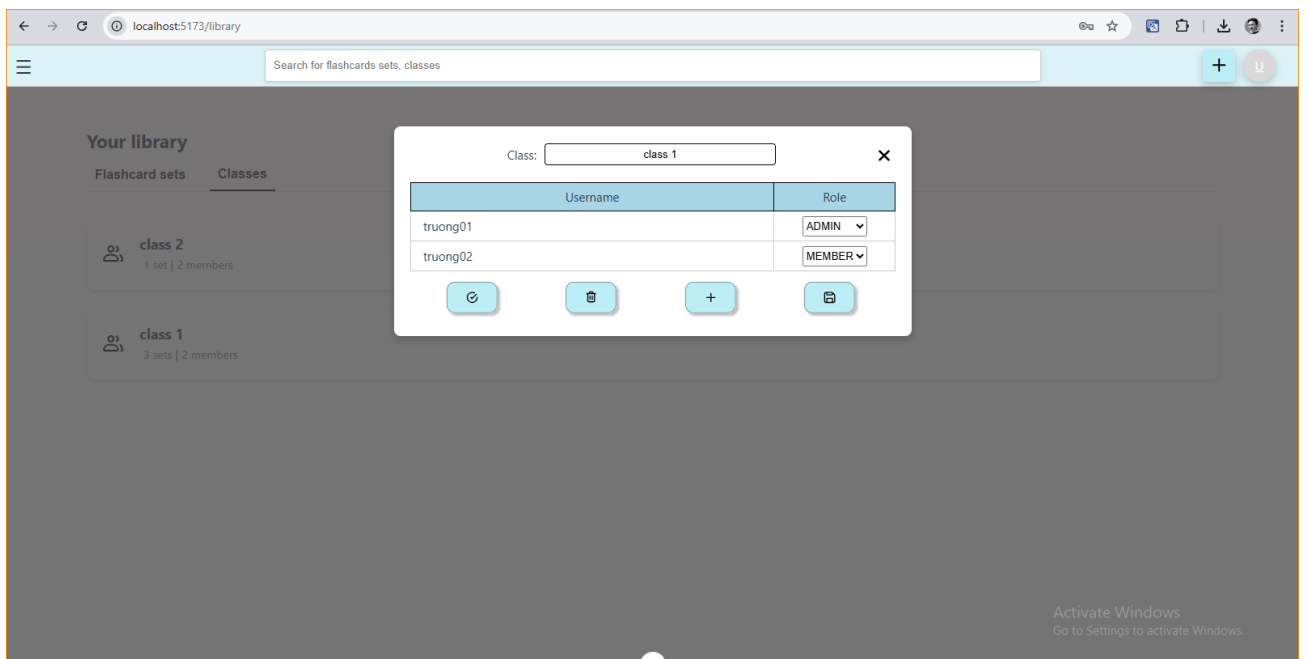 localhost:5173/library
Search for flashcards sets, classes
U
Your library
Flashcard sets Classes
class 2
1 set | 2 members
class 1
3 sets | 2 members
Class: class 1
Username Role
truong01 ADMIN
truong02 MEMBER
Activate Windows
Go to Settings to activate Windows.